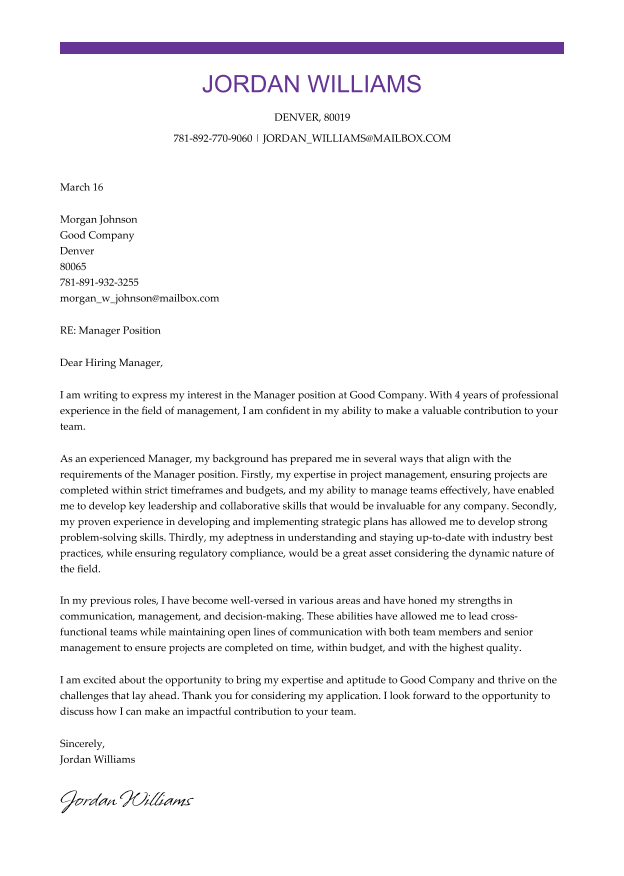 JORDAN WILLIAMS
DENVER, 80019
781-892-770-9060 | JORDAN_WILLIAMS@MAILBOX.COM
March 16
Morgan Johnson
Good Company
Denver
80065
781-891-932-3255
morgan_w_johnson@mailbox.com
RE: Manager Position
Dear Hiring Manager,
I am writing to express my interest in the Manager position at Good Company. With 4 years of professional
experience in the field of management, I am confident in my ability to make a valuable contribution to your
team.
As an experienced Manager, my background has prepared me in several ways that align with the
requirements of the Manager position. Firstly, my expertise in project management, ensuring projects are
completed within strict timeframes and budgets, and my ability to manage teams effectively, have enabled
me to develop key leadership and collaborative skills that would be invaluable for any company. Secondly,
my proven experience in developing and implementing strategic plans has allowed me to develop strong
problem-solving skills. Thirdly, my adeptness in understanding and staying up-to-date with industry best
practices, while ensuring regulatory compliance, would be a great asset considering the dynamic nature of
the field.
In my previous roles, I have become well-versed in various areas and have honed my strengths in
communication, management, and decision-making. These abilities have allowed me to lead cross-
functional teams while maintaining open lines of communication with both team members and senior
management to ensure projects are completed on time, within budget, and with the highest quality.
I am excited about the opportunity to bring my expertise and aptitude to Good Company and thrive on the
challenges that lay ahead. Thank you for considering my application. I look forward to the opportunity to
discuss how I can make an impactful contribution to your team.
Sincerely,
Jordan Williams
Jordan Williams